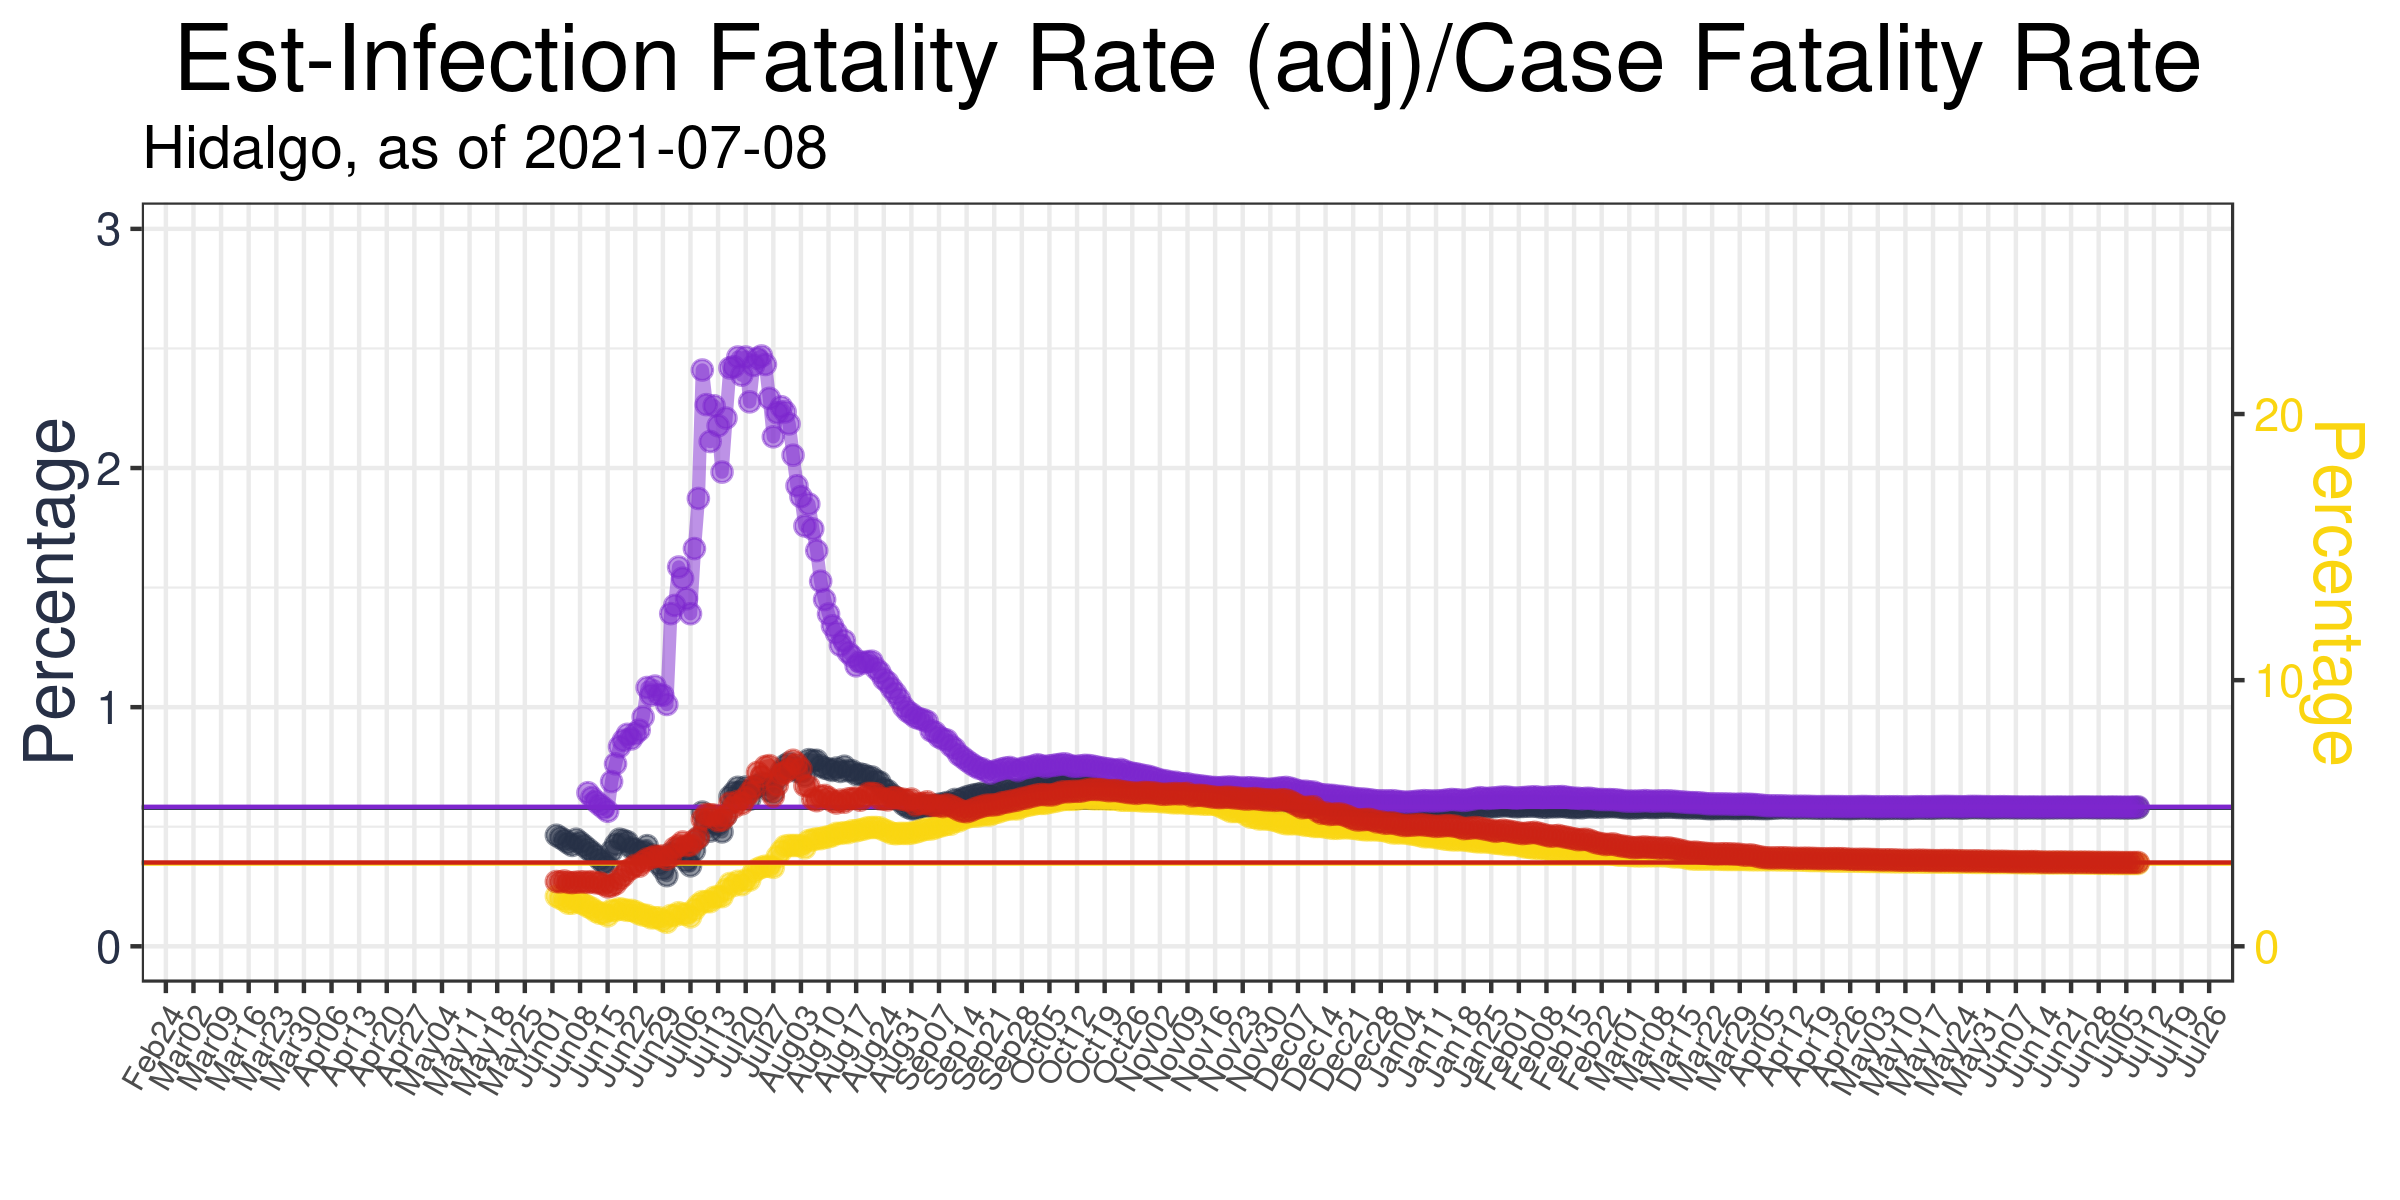 Est-Infection Fatality Rate (adj)/Case Fatality Rate
Hidalgo, as of 2021-07-08
Percentage
3
2
1
0
20
10
0
Percentage
Feb24
Mar02
Mar09
Mar16
Mar23
Mar30
Apr06
Apr13
Apr20
Apr27
May04
May11
May18
May25
Jun01
Jun08
Jun15
Jun22
Jun29
Jul06
Jul13
Jul20
Jul27
Aug03
Aug10
Aug17
Aug24
Aug31
Sep07
Sep14
Sep21
Sep28
Oct05
Oct12
Oct19
Oct26
Nov02
Nov09
Nov16
Nov23
Nov30
Dec07
Dec14
Dec21
Dec28
Jan04
Jan11
Jan18
Jan25
Feb01
Feb08
Feb15
Feb22
Mar01
Mar08
Mar15
Mar22
Mar29
Apr05
Apr12
Apr19
Apr26
May03
May10
May17
May24
May31
Jun07
Jun14
Jun21
Jun28
Jul05
Jul12
Jul19
Jul26